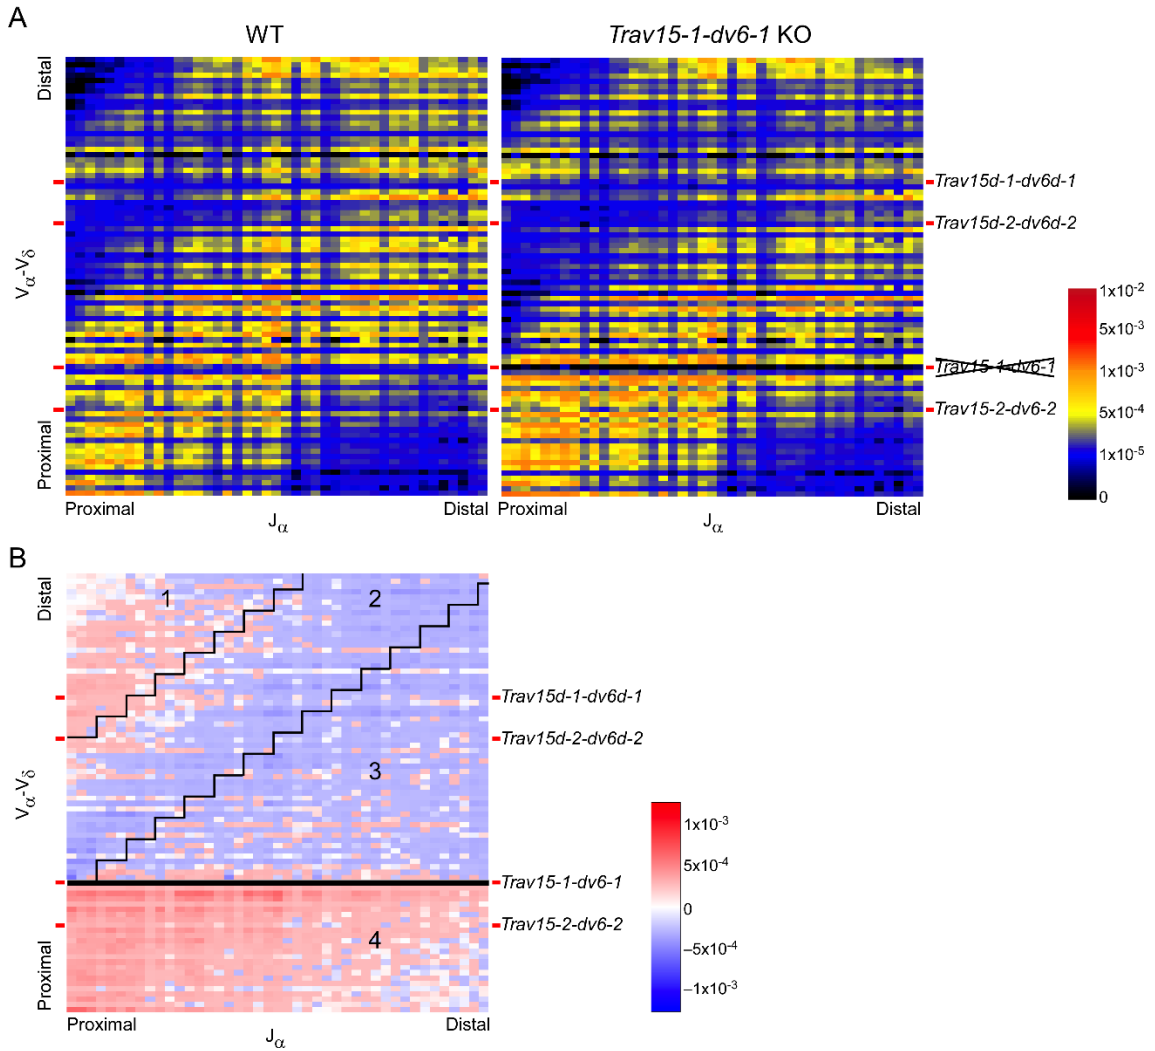 A
WT
Trav15-1-dv6-1 KO
Distal
Vα-Vδ
Proximal
Trav15d-1-dv6d-1
Trav15d-2-dv6d-2
Trav15-1-dv6-1
Trav15-2-dv6-2
1x10-2
5x10-3
1x10-3
5x10-4
1x10-5
0
Proximal
Jα
Distal
Proximal
Jα
Distal
B
Distal
Vα-Vδ
Proximal
1
2
3
4
Trav15d-1-dv6d-1
Trav15d-2-dv6d-2
Trav15-1-dv6-1
Trav15-2-dv6-2
1x10-3
5x10-4
0
−5x10-4
−1x10-3
Proximal
Jα
Distal